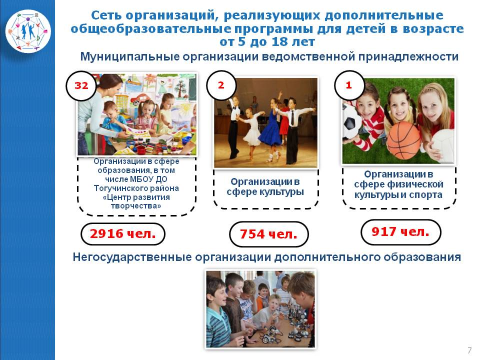 Сеть организаций, реализующих дополнительные
общеобразовательные программы для детей в возрасте
от 5 до 18 лет
Муниципальные организации ведомственной принадлежности
32
2
1
Организации в сфере
образования, в том
числе МБОУ ДО
Тогучинского района
«Центр развития
творчества»
Организации в
сфере культуры
Организации в
сфере физической
культуры и спорта
2916 чел.
754 чел.
917 чел.
Негосударственные организации дополнительного образования
7